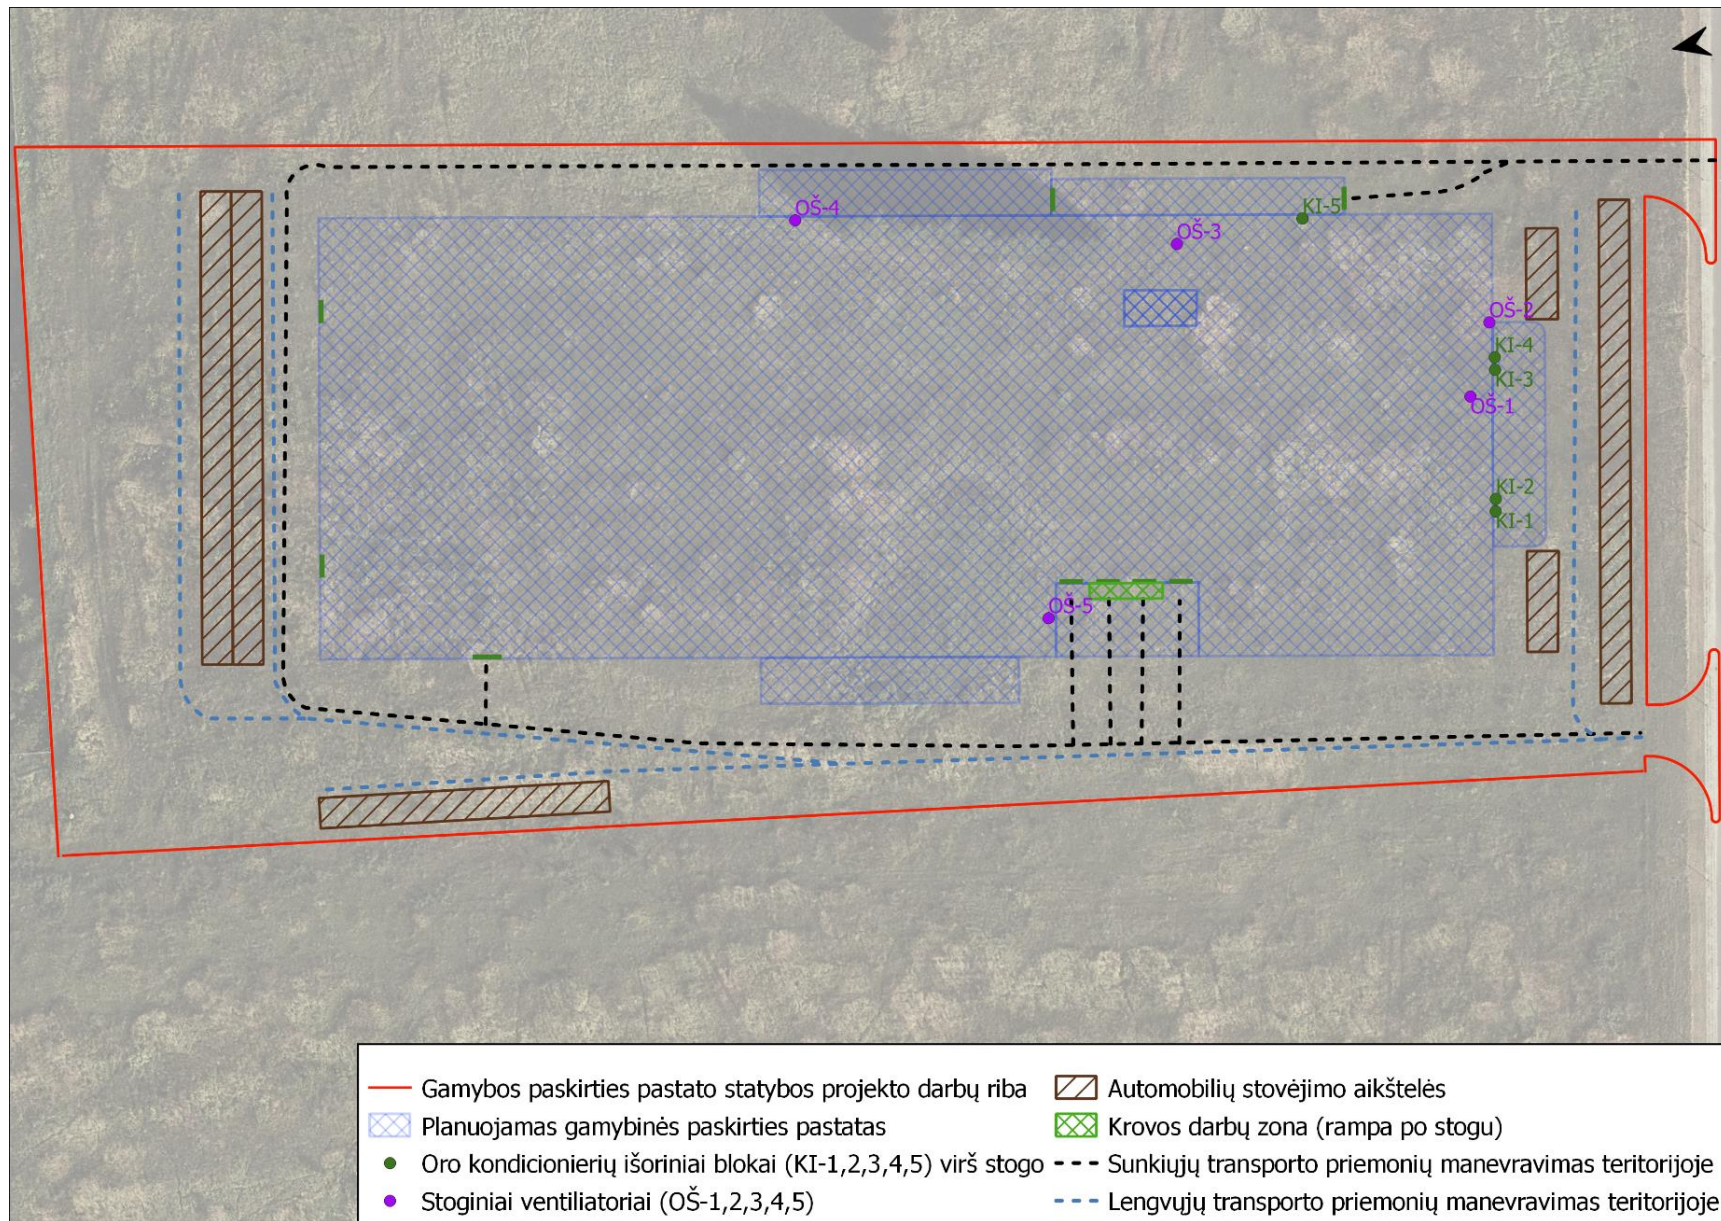 OŠ-4
KI-5
OŠ-3
OŠ-2
KI-4
KI-3
OŠ-1
KI-2
KI-1
OŠ-5
Gamybos paskirties pastato statybos projekto darbų riba
Planuojamas gamybinės paskirties pastatas
Oro kondicionierių išoriniai blokai (KI-1,2,3,4,5) virš stogo
Stoginiai ventiliatoriai (OŠ-1,2,3,4,5)
Automobilių stovėjimo aikštelės
Krovos darbų zona (rampa po stogu)
Sunkiųjų transporto priemonių manevravimas teritorijoje
Lengvųjų transporto priemonių manevravimas teritorijoje